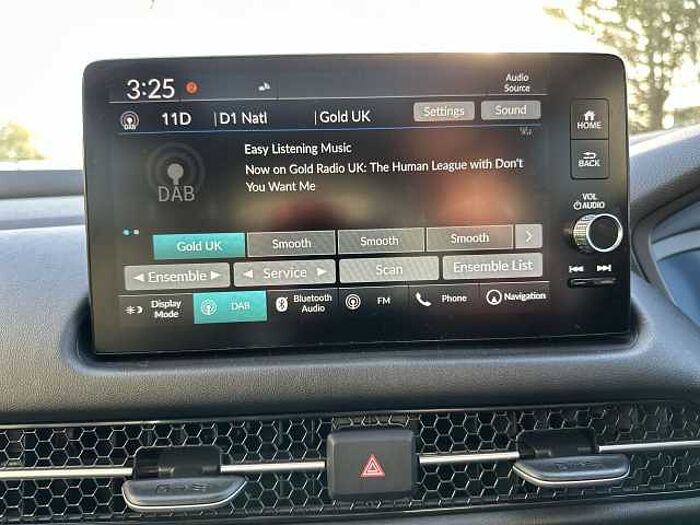 3:25 2
Audio Source
DAB 11D | D1 Natl | Gold UK Settings Sound
HOME
Easy Listening Music
BACK
Now on Gold Radio UK: The Human League with Don't
You Want Me
DAB
VOL
AUDIO
Gold UK Smooth Smooth Smooth >
◄ Ensemble ► ◄ Service ► Scan Ensemble List
Display Mode DAB Bluetooth Audio FM Phone Navigation